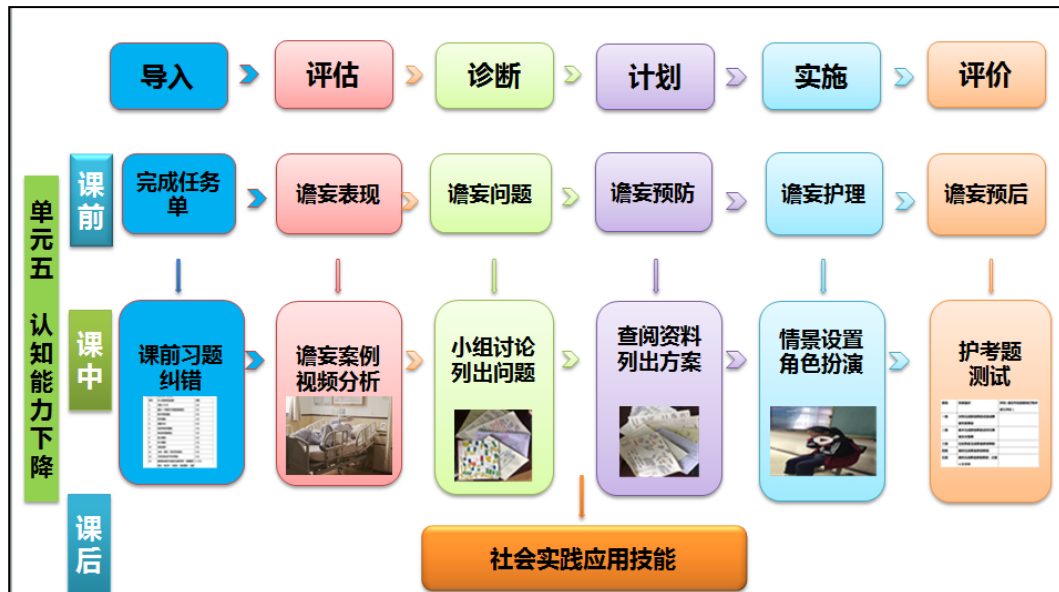 导入
评估
诊断
计划
实施
评价
单元五 认知能力下降
课前
完成任务
单
谵妄表现
谵妄问题
谵妄预防
谵妄护理
谵妄预后
课中
课前习题
纠错
谵妄案例
视频分析
小组讨论
列出问题
查阅资料
列出方案
情景设置
角色扮演
护考题
测试
课后
社会实践应用技能